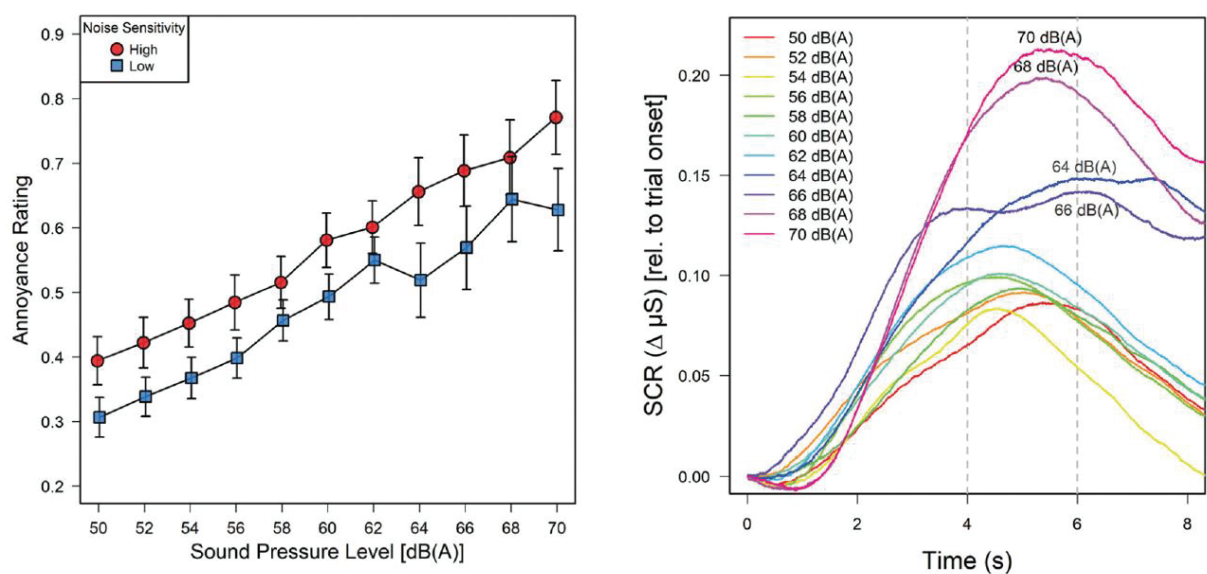 Noise Sensitivity
High
Low
0.9
0.8
0.7
0.6
0.5
0.4
0.3
0.2
Annoyance Rating
50 52 54 56 58 60 62 64 66 68 70
Sound Pressure Level [dB(A)]
50 dB(A)
52 dB(A)
54 dB(A)
56 dB(A)
58 dB(A)
60 dB(A)
62 dB(A)
64 dB(A)
66 dB(A)
68 dB(A)
70 dB(A)
70 dB(A)
68 dB(A)
64 dB(A)
66 dB(A)
0.20
0.15
0.10
0.05
0.00
SCR (Δ μS) [rel. to trial onset]
0 2 4 6 8
Time (s)